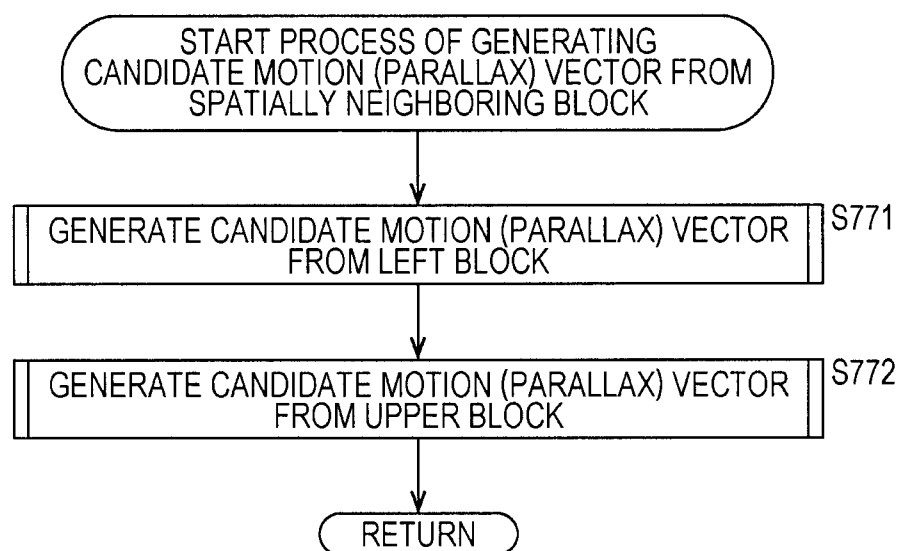 START PROCESS OF GENERATING
CANDIDATE MOTION (PARALLAX) VECTOR FROM
SPATIALLY NEIGHBORING BLOCK
GENERATE CANDIDATE MOTION (PARALLAX) VECTOR
FROM LEFT BLOCK
S771
GENERATE CANDIDATE MOTION (PARALLAX) VECTOR
FROM UPPER BLOCK
S772
RETURN